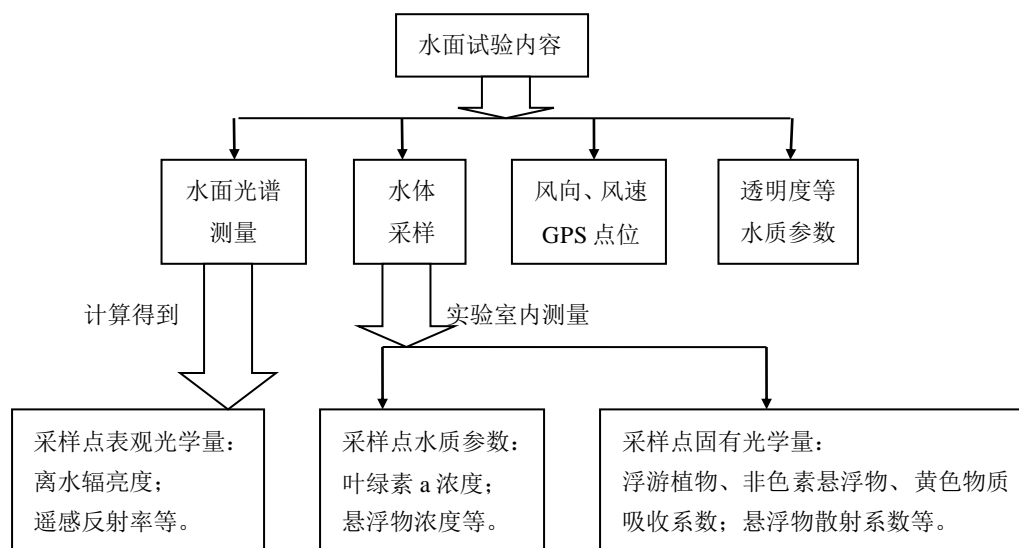 水面试验内容
水面光谱
测量
水体
采样
风向、风速
GPS 点位
透明度等
水质参数
计算得到
实验室内测量
采样点表观光学量：
离水辐亮度；
遥感反射率等。
采样点水质参数：
叶绿素 a 浓度；
悬浮物浓度等。
采样点固有光学量：
浮游植物、非色素悬浮物、黄色物质
吸收系数；悬浮物散射系数等。